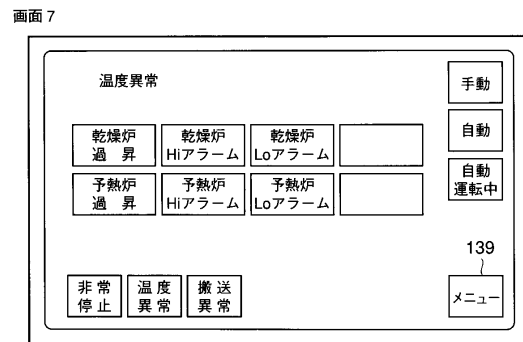 画面7
温度異常
手動
自動
自動
運転中
乾燥炉
過 昇
乾燥炉
Hiアラーム
乾燥炉
Loアラーム
予熱炉
過 昇
予熱炉
Hiアラーム
予熱炉
Loアラーム
139
非 常
停 止
温 度
異 常
搬 送
異 常
メニュー